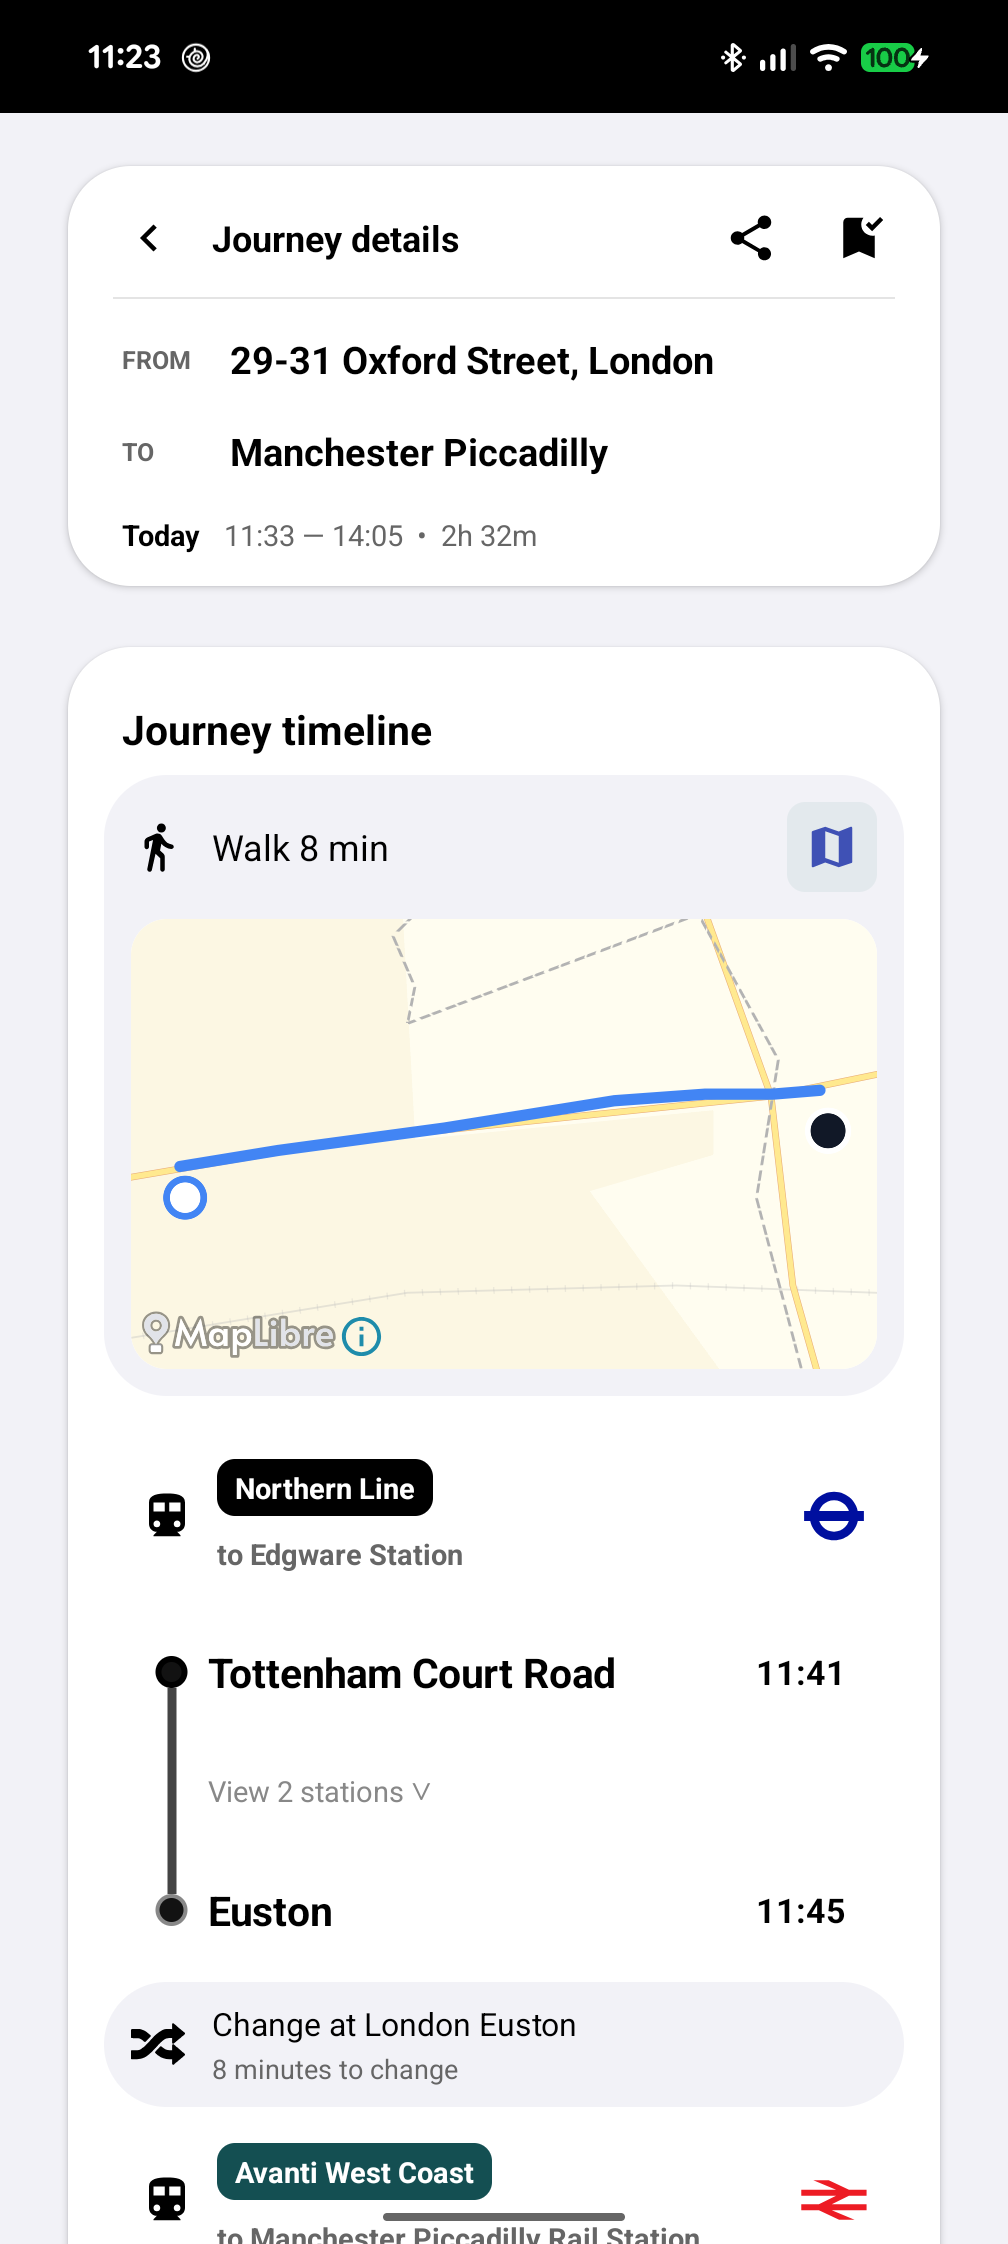 11:23
100
Journey details
FROM 29-31 Oxford Street, London
TO Manchester Piccadilly
Today 11:33 — 14:05 • 2h 32m
Journey timeline
Walk 8 min
MapLibre
Northern Line
to Edgware Station
Tottenham Court Road 11:41
View 2 stations
Euston 11:45
Change at London Euston
8 minutes to change
Avanti West Coast
to Manchester Piccadilly Rail Station